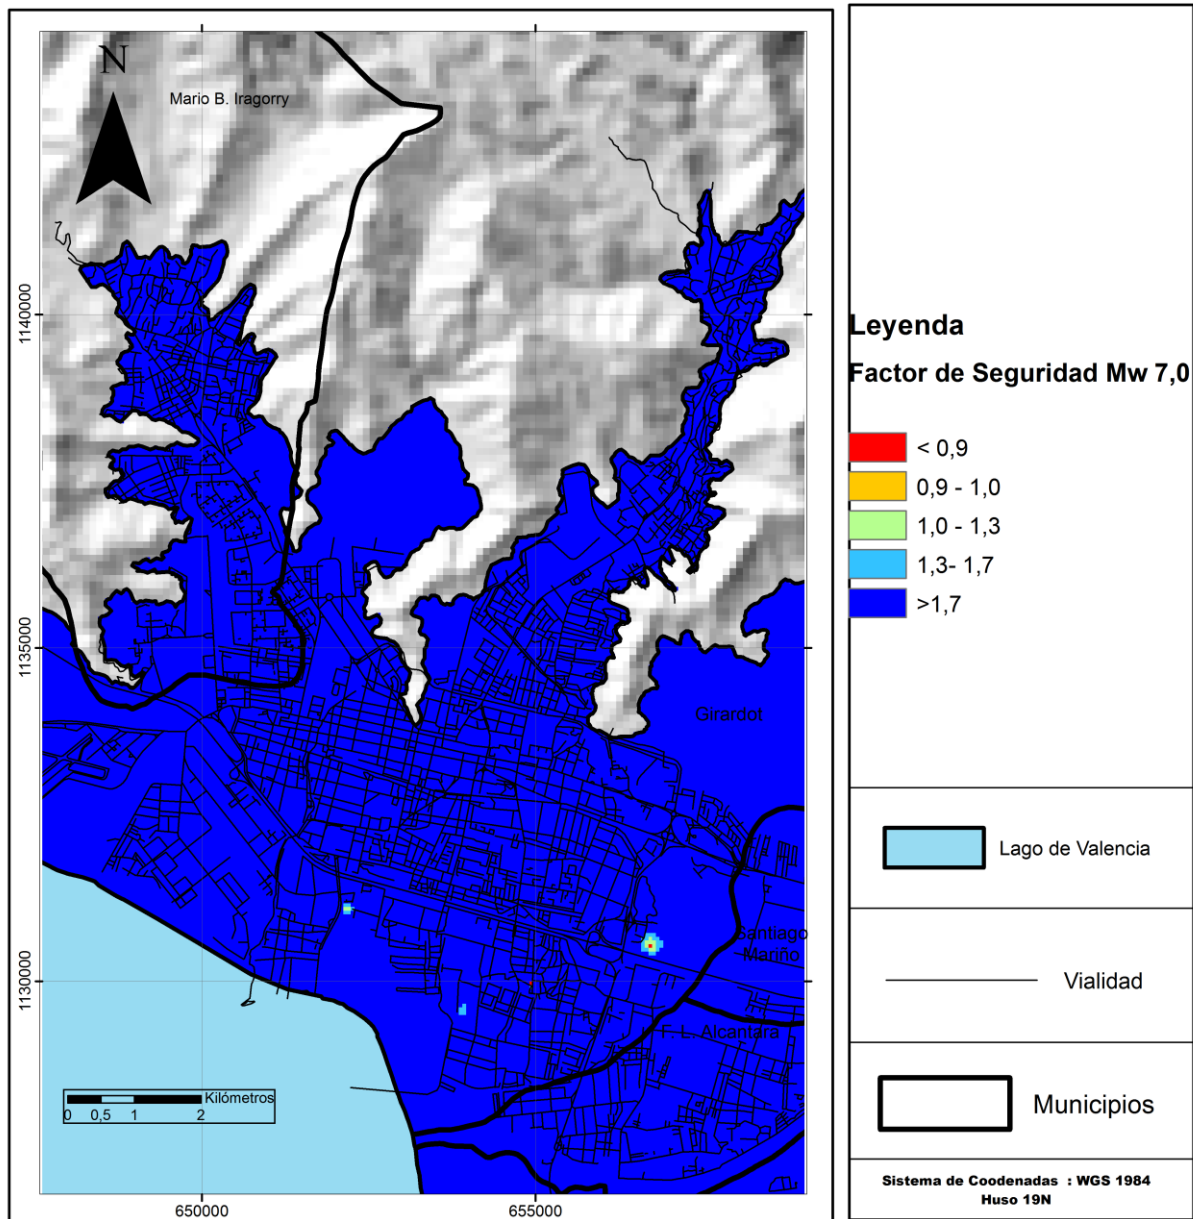 N
Mario B. Iragorry
1140000
1135000
1130000
Girardot
Santiago
Mariño
F. L. Alcantara
Kilómetros
0 0,5 1 2
650000
655000
Leyenda
Factor de Seguridad Mw 7,0
< 0,9
0,9 - 1,0
1,0 - 1,3
1,3- 1,7
>1,7
Lago de Valencia
Vialidad
Municipios
Sistema de Coodenadas : WGS 1984
Huso 19N